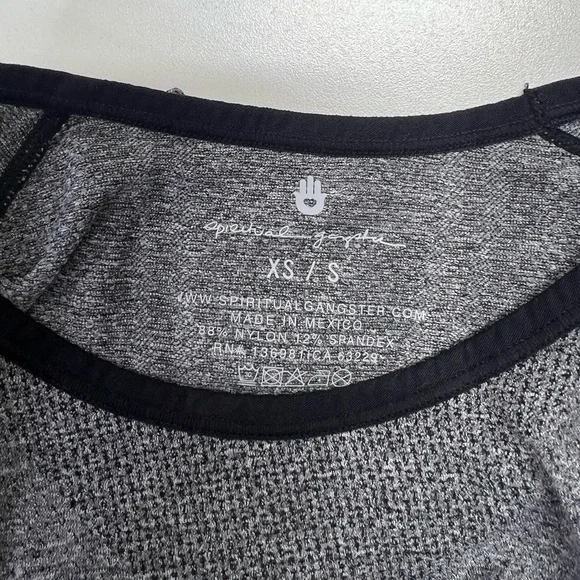 spiritual gangster
XS / S
WWW.SPIRITUALGANGSTER.COM
MADE IN MEXICO
88% NYLON 12% SPANDEX
RN# 136981/CA 63229